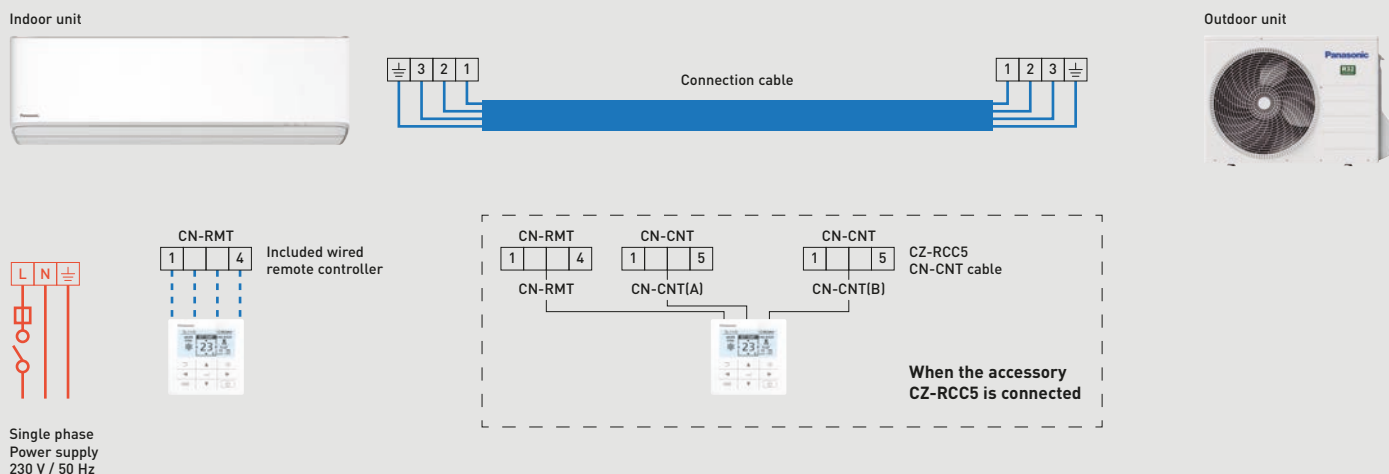 Indoor unit
Outdoor unit
Panasonic
R32
Panasonic
3 2 1
Connection cable
1 2 3
CN-RMT
1 4
Included wired
remote controller
L N
23
Single phase
Power supply
230 V / 50 Hz
CN-RMT
1 4
CN-RMT
CN-CNT
1 5
CN-CNT(A)
CN-CNT
1 5
CN-CNT(B)
CZ-RCC5
CN-CNT cable
23
When the accessory
CZ-RCC5 is connected